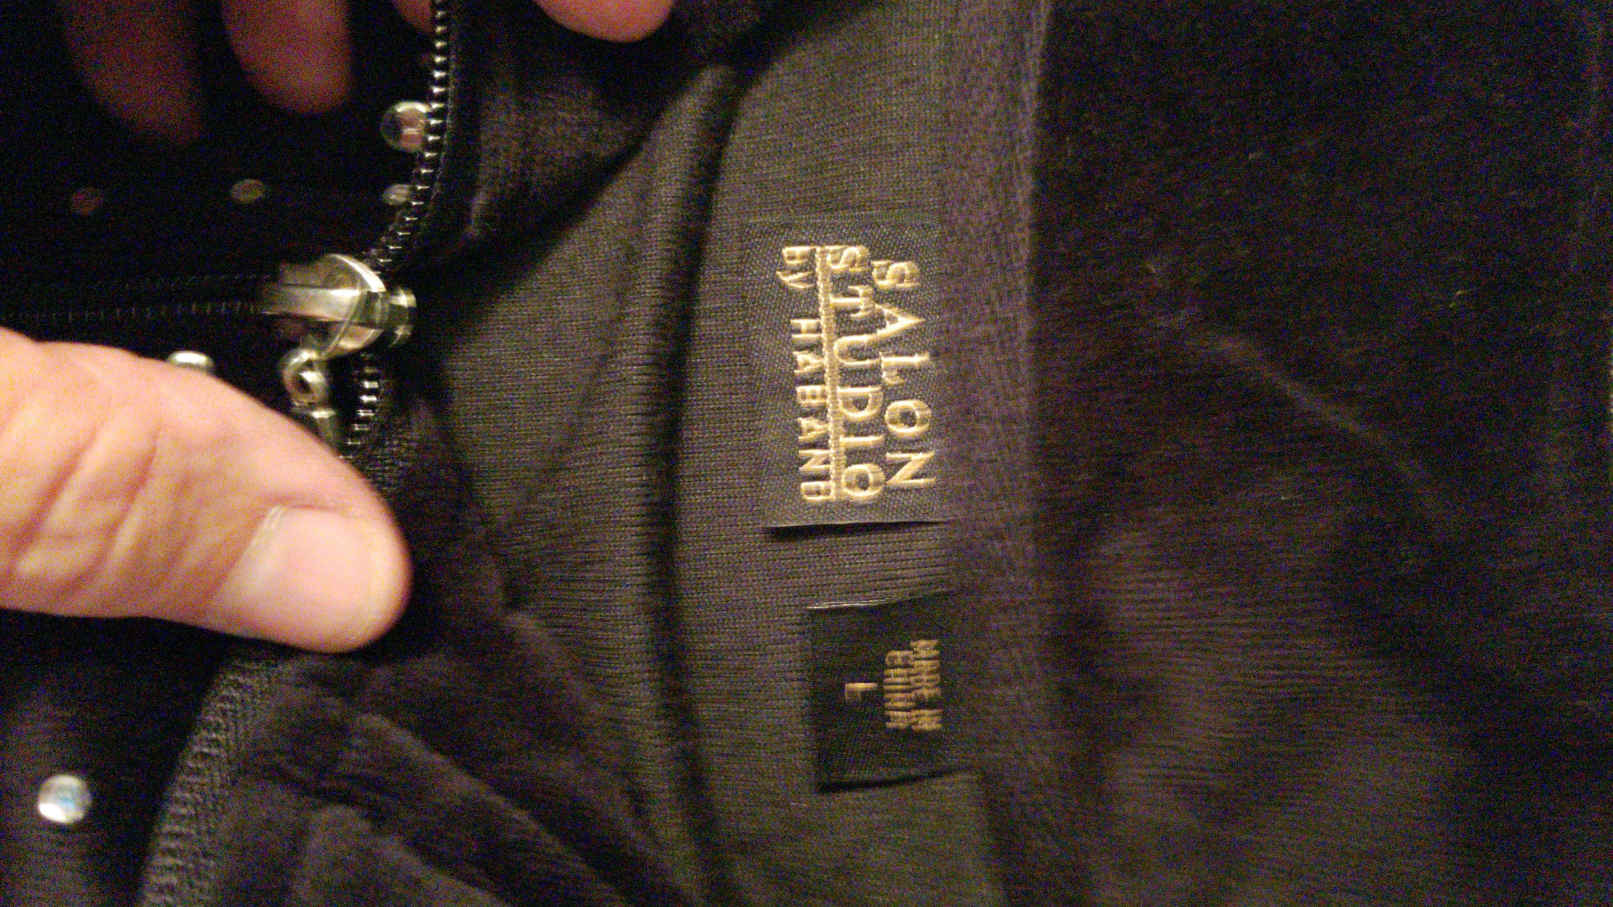 SALON
STUDIO
BY HABAND
MADE IN
CHINA
L